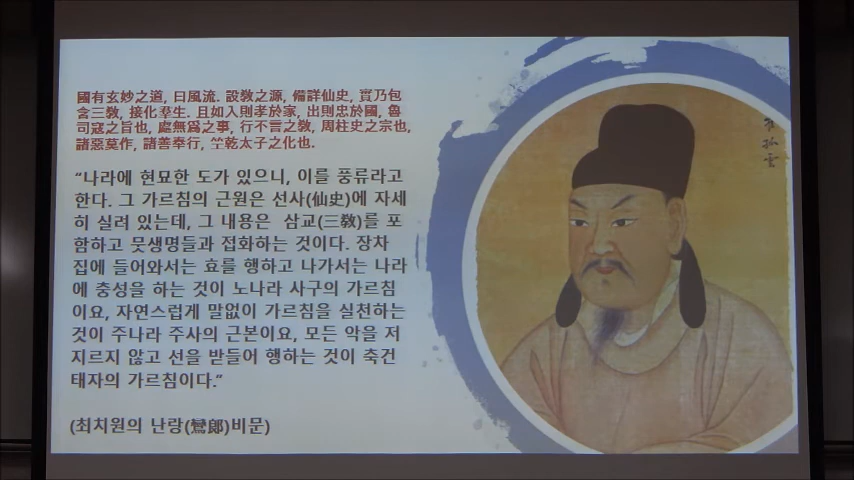 國有玄妙之道, 曰風流. 設敎之源, 備詳仙史, 實乃包
含三敎, 接化羣生. 且如入則孝於家, 出則忠於國, 魯
司寇之旨也, 處無爲之事, 行不言之敎, 周柱史之宗也,
諸惡莫作, 諸善奉行, 竺乾太子之化也.
“나라에 현묘한 도가 있으니, 이를 풍류라고
한다. 그 가르침의 근원은 선사(仙史)에 자세
히 실려 있는데, 그 내용은 삼교(三敎)를 포
함하고 뭇생명들과 접화하는 것이다. 장차
집에 들어와서는 효를 행하고 나가서는 나라
에 충성을 하는 것이 노나라 사구의 가르침
이요, 자연스럽게 말없이 가르침을 실천하는
것이 주나라 주사의 근본이요, 모든 악을 저
지르지 않고 선을 받들어 행하는 것이 축건
태자의 가르침이다.”
(최치원의 난랑(鸞郞)비문)
崔孤雲